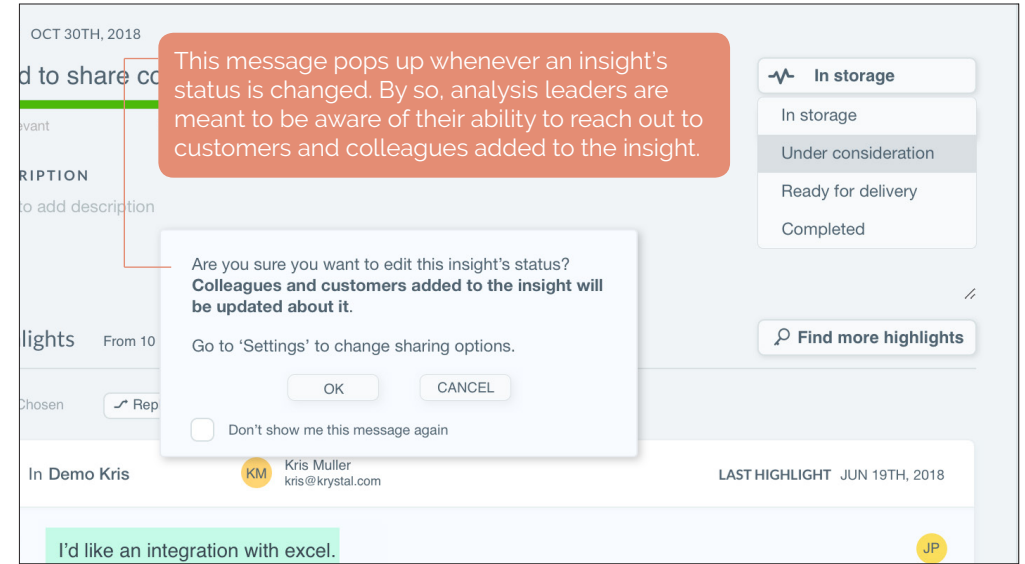 OCT 30TH, 2018
d to share co
This message pops up whenever an insight's
status is changed. By so, analysis leaders are
meant to be aware of their ability to reach out to
customers and colleagues added to the insight.
In storage
In storage
Under consideration
Ready for delivery
Completed
evant
RIPTION
to add description
Are you sure you want to edit this insight's status?
Colleagues and customers added to the insight will
be updated about it.
Go to 'Settings' to change sharing options.
OK
CANCEL
Don't show me this message again
lights
From 10
Find more highlights
Chosen
Rep
In Demo Kris
KM
Kris Muller
kris@krystal.com
LAST HIGHLIGHT JUN 19TH, 2018
I'd like an integration with excel.
JP